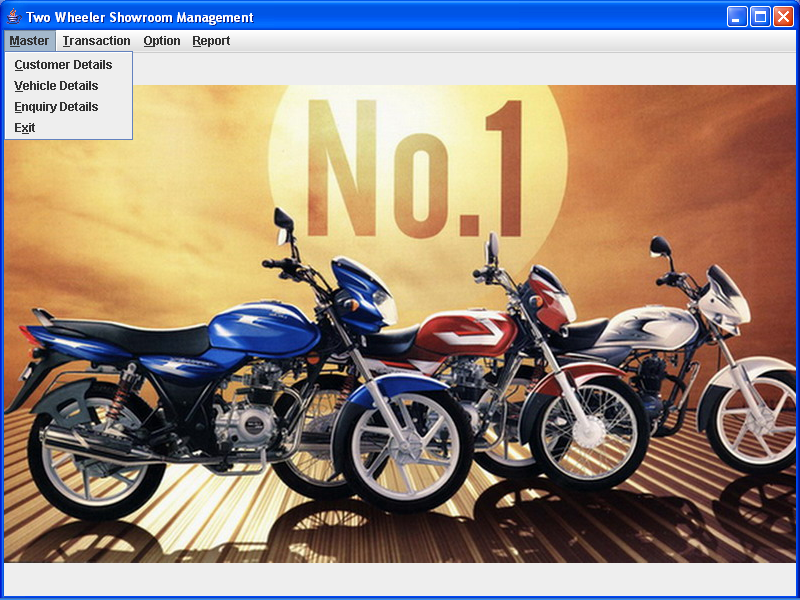 Two Wheeler Showroom Management
Master Transaction Option Report
Customer Details
Vehicle Details
Enquiry Details
Exit
No.1